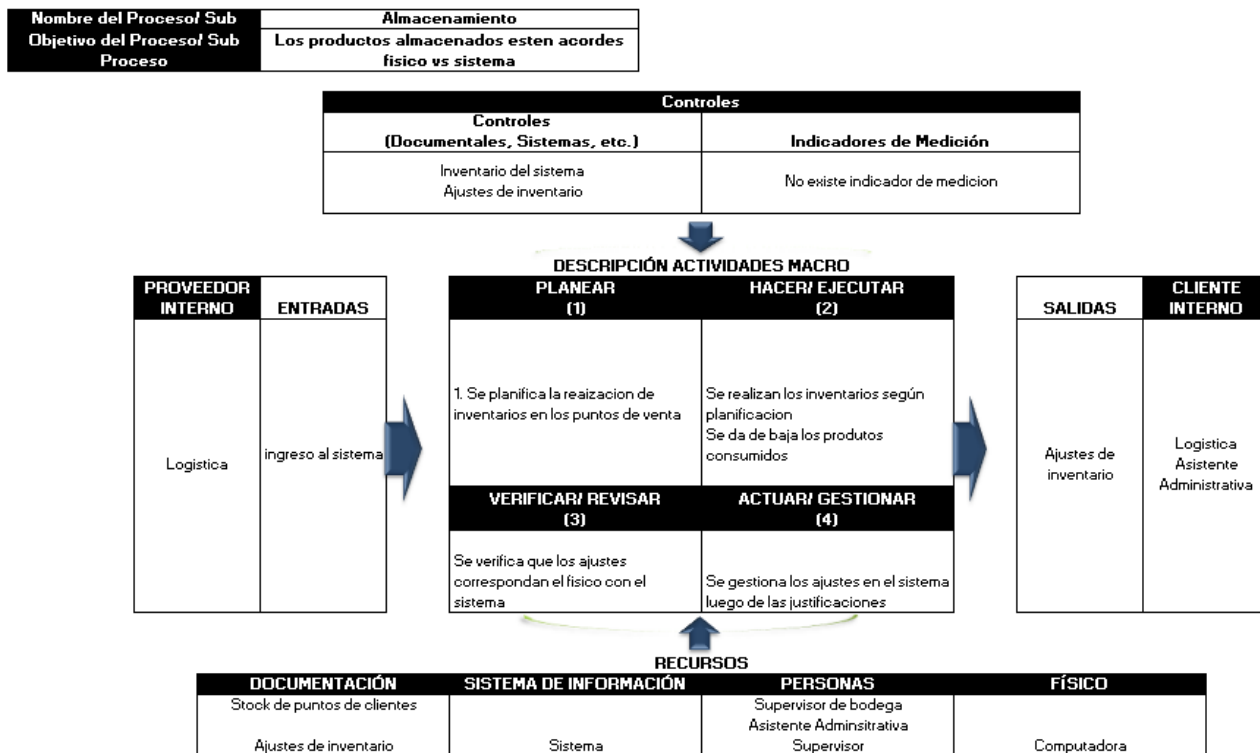 Nombre del Proceso/ Sub
Almacenamiento
Objetivo del Proceso/ Sub
Proceso
Los productos almacenados esten acordes
fisico vs sistema
Controles
Controles
(Documentales, Sistemas, etc.)
Indicadores de Medición
Inventario del sistema
Ajustes de inventario
No existe indicador de medicion
DESCRIPCIÓN ACTIVIDADES MACRO
PROVEEDOR
INTERNO
ENTRADAS
Logistica
ingreso al sistema
PLANEAR
(1)
HACER/ EJECUTAR
(2)
1. Se planifica la reaizacion de
inventarios en los puntos de venta
Se realizan los inventarios según
planificacion
Se da de baja los produtos
consumidos
VERIFICAR/ REVISAR
(3)
ACTUAR/ GESTIONAR
(4)
Se verifica que los ajustes
correspondan el fisico con el
sistema
Se gestiona los ajustes en el sistema
luego de las justificaciones
SALIDAS
CLIENTE
INTERNO
Ajustes de
inventario
Logistica
Asistente
Administrativa
RECURSOS
DOCUMENTACIÓN
SISTEMA DE INFORMACIÓN
PERSONAS
FÍSICO
Stock de puntos de clientes
Ajustes de inventario
Sistema
Supervisor de bodega
Asistente Adminsitrativa
Supervisor
Computadora